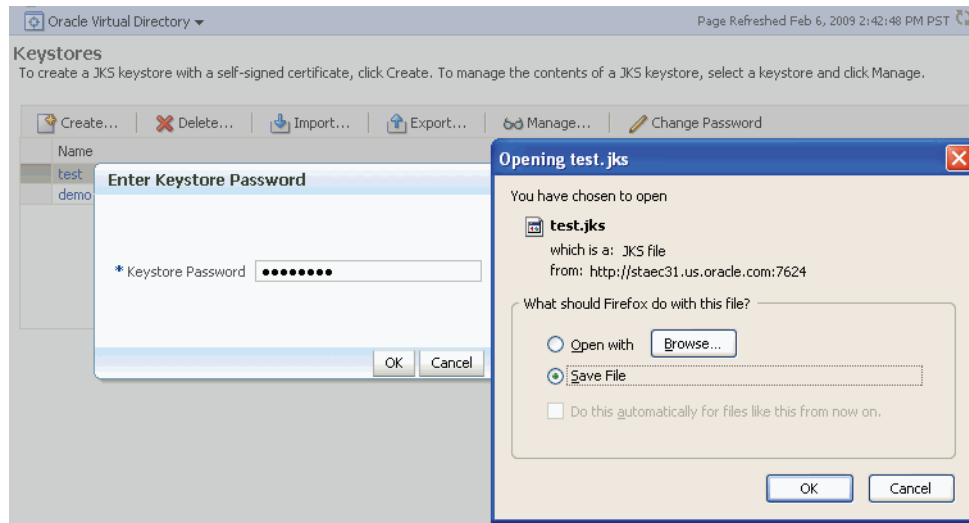 Oracle Virtual Directory
Page Refreshed Feb 6, 2009 2:42:48 PM PST
Keystores
To create a JKS keystore with a self-signed certificate, click Create. To manage the contents of a JKS keystore, select a keystore and click Manage.
Create... Delete... Import... Export... Manage... Change Password
Name
test
demo
Enter Keystore Password
* Keystore Password ●●●●●●●●
OK Cancel
Opening test.jks
You have chosen to open
test.jks
which is a: JKS file
from: http://staec31.us.oracle.com:7624
What should Firefox do with this file?
Open with Browse...
Save File
Do this automatically for files like this from now on.
OK Cancel